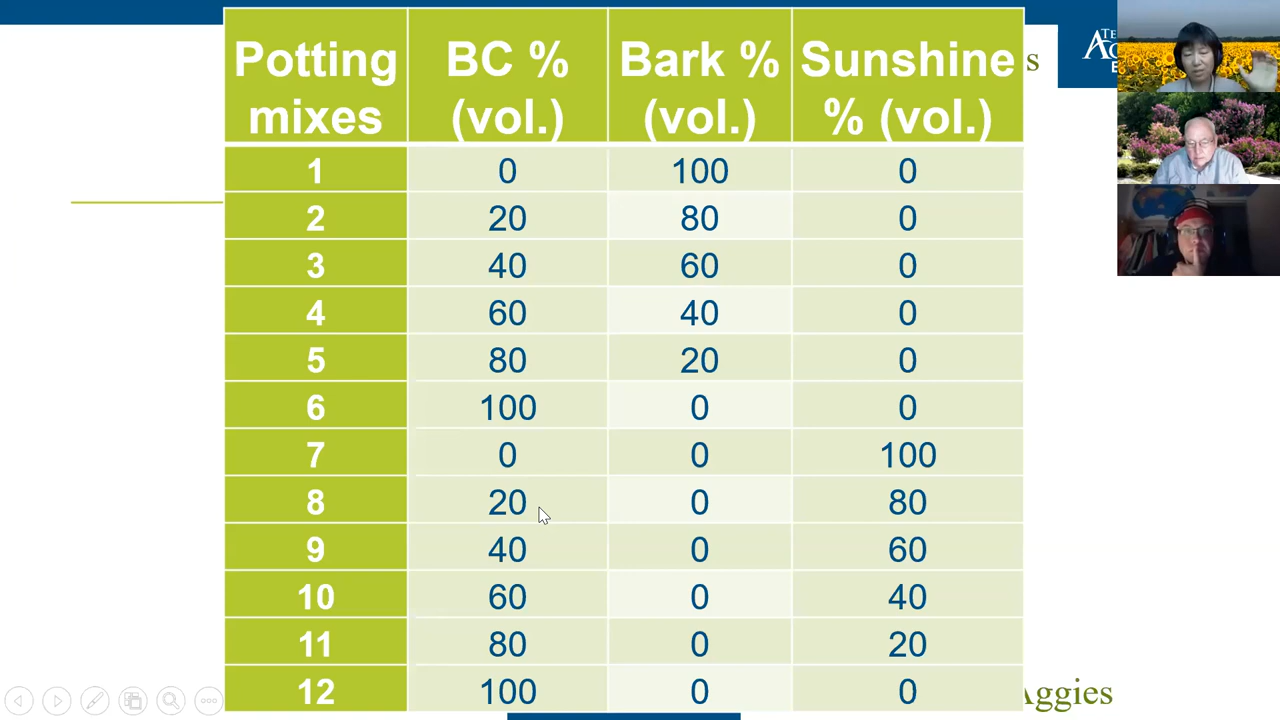 Potting mixes BC % (vol.) Bark % (vol.) Sunshine % (vol.)
1 0 100 0
2 20 80 0
3 40 60 0
4 60 40 0
5 80 20 0
6 100 0 0
7 0 0 100
8 20 0 80
9 40 0 60
10 60 0 40
11 80 0 20
12 100 0 0
Aggies